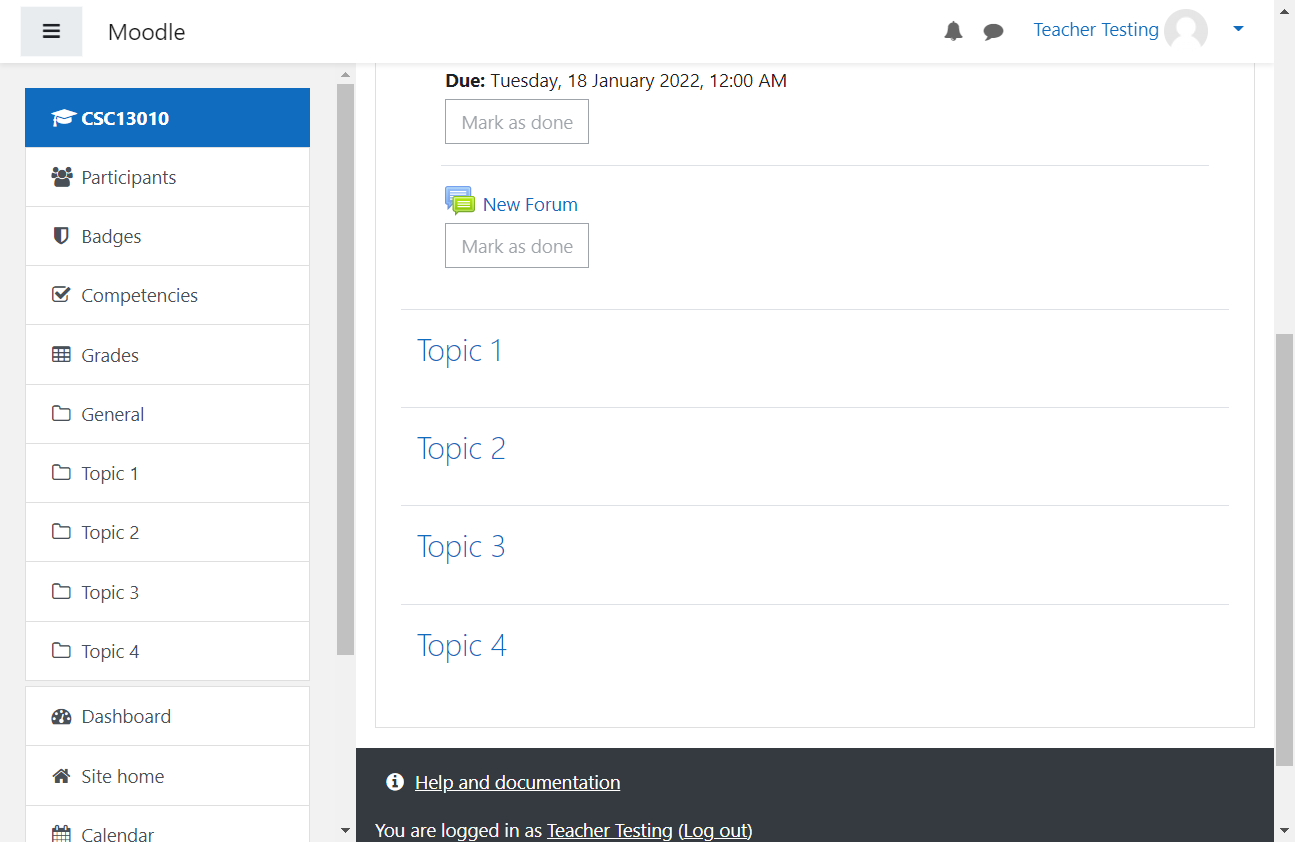 Moodle
Teacher Testing
CSC13010
Participants
Badges
Competencies
Grades
General
Topic 1
Topic 2
Topic 3
Topic 4
Dashboard
Site home
Calendar
Due: Tuesday, 18 January 2022, 12:00 AM
Mark as done
New Forum
Mark as done
Topic 1
Topic 2
Topic 3
Topic 4
Help and documentation
You are logged in as Teacher Testing (Log out)